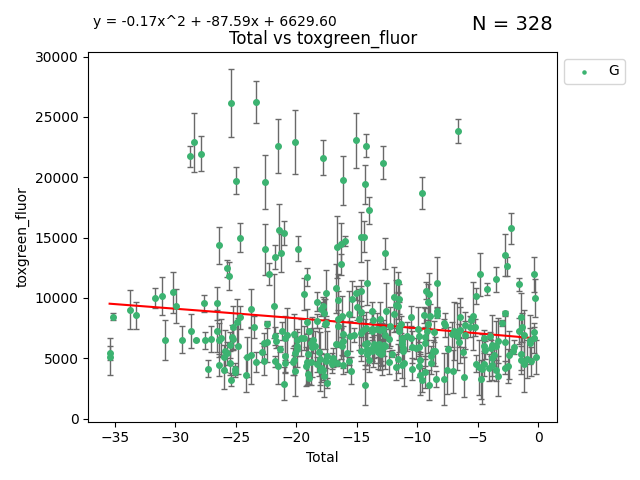 y = -0.17x^2 + -87.59x + 6629.60
N = 328
Total vs toxgreen_fluor
G
toxgreen_fluor
30000
25000
20000
15000
10000
5000
0
−35 −30 −25 −20 −15 −10 −5 0
Total